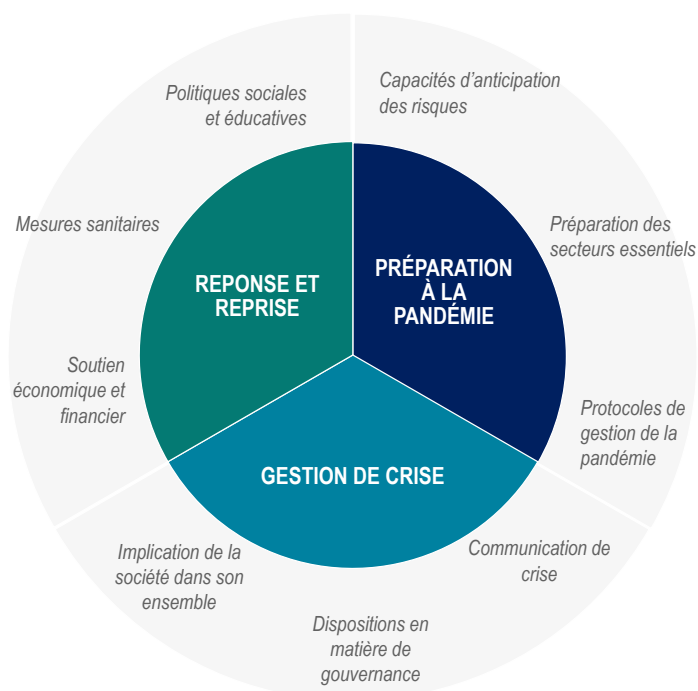 Politiques sociales
et éducatives
Capacités d'anticipation
des risques
Mesures sanitaires
Préparation des
secteurs essentiels
REPONSE ET
REPRISE
PRÉPARATION
À LA
PANDÉMIE
Soutien
économique et
financier
Protocoles de
gestion de la
pandémie
GESTION DE CRISE
Implication de la
société dans son
ensemble
Communication de
crise
Dispositions en
matière de
gouvernance